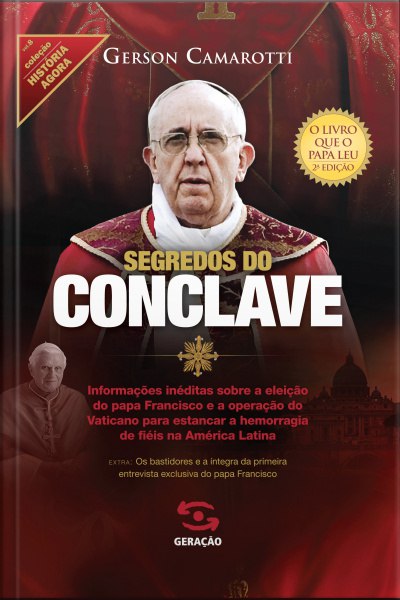 vol. 8
coleção
HISTÓRIA
AGORA
GERSON CAMAROTTI
O LIVRO
QUE O
PAPA LEU
2ª EDIÇÃO
SEGREDOS DO
CONCLAVE
Informações inéditas sobre a eleição
do papa Francisco e a operação do
Vaticano para estancar a hemorragia
de fiéis na América Latina
EXTRA: Os bastidores e a íntegra da primeira
entrevista exclusiva do papa Francisco
GERAÇÃO